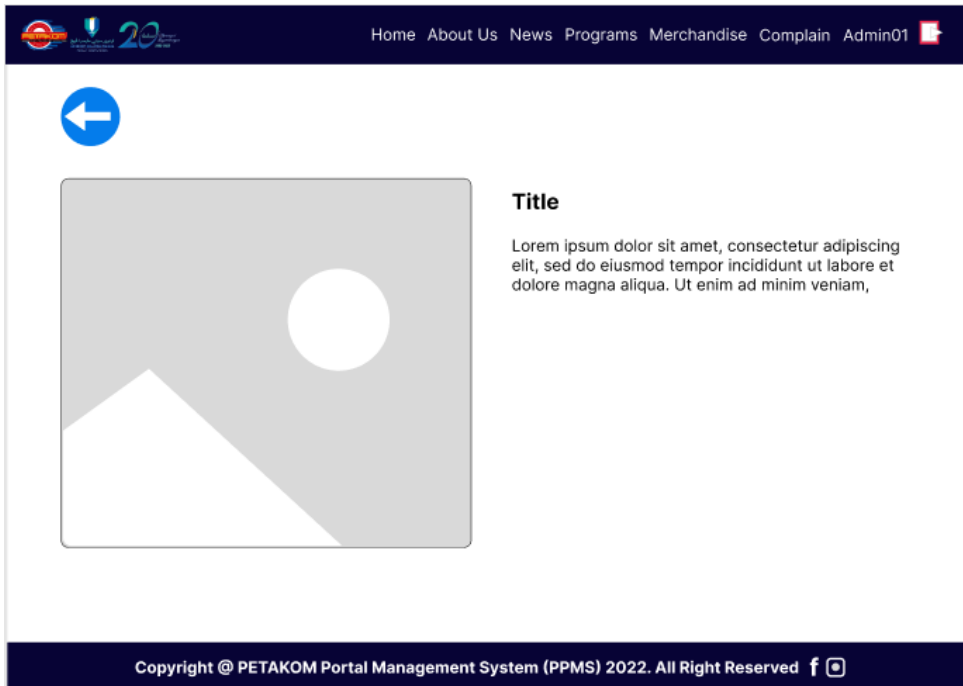 PETAKOM
20
Home About Us News Programs Merchandise Complain Admin01
Title
Lorem ipsum dolor sit amet, consectetur adipiscing
elit, sed do eiusmod tempor incididunt ut labore et
dolore magna aliqua. Ut enim ad minim veniam,
Copyright @ PETAKOM Portal Management System (PPMS) 2022. All Right Reserved